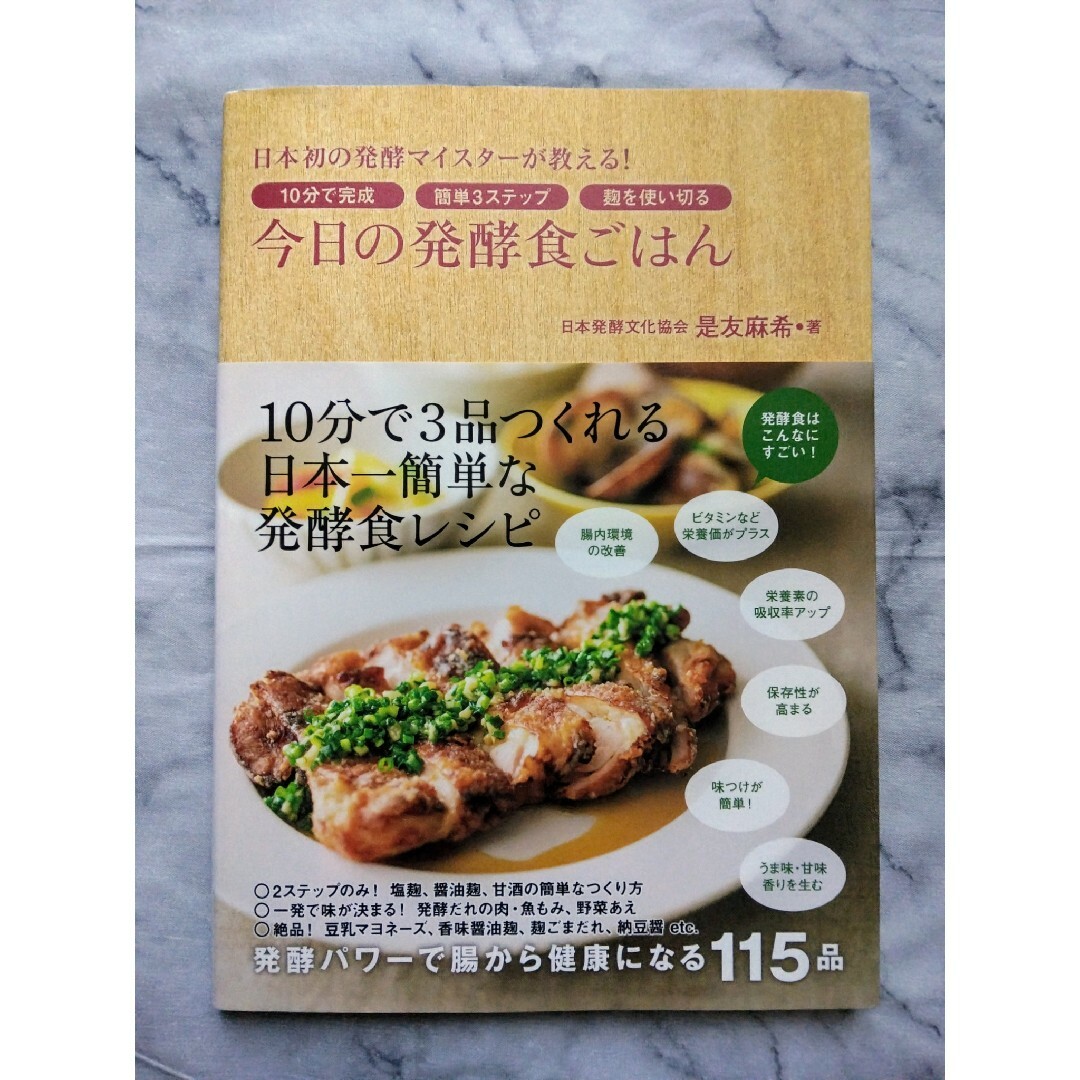 日本初の発酵マイスターが教える!
10分で完成 簡単3ステップ 麹を使い切る
今日の発酵食ごはん
日本発酵文化協会 是友麻希・著
10分で3品つくれる
日本一簡単な
発酵食レシピ
発酵食は
こんなに
すごい!
腸内環境
の改善
ビタミンなど
栄養価がプラス
栄養素の
吸収率アップ
保存性が
高まる
味つけが
簡単!
うま味・甘味
香りを生む
○2ステップのみ! 塩麹、醤油麹、甘酒の簡単なつくり方
○一発で味が決まる! 発酵だれの肉・魚もみ、野菜あえ
○絶品! 豆乳マヨネーズ、香味醤油麹、麹ごまだれ、納豆醤 etc.
発酵パワーで腸から健康になる115品